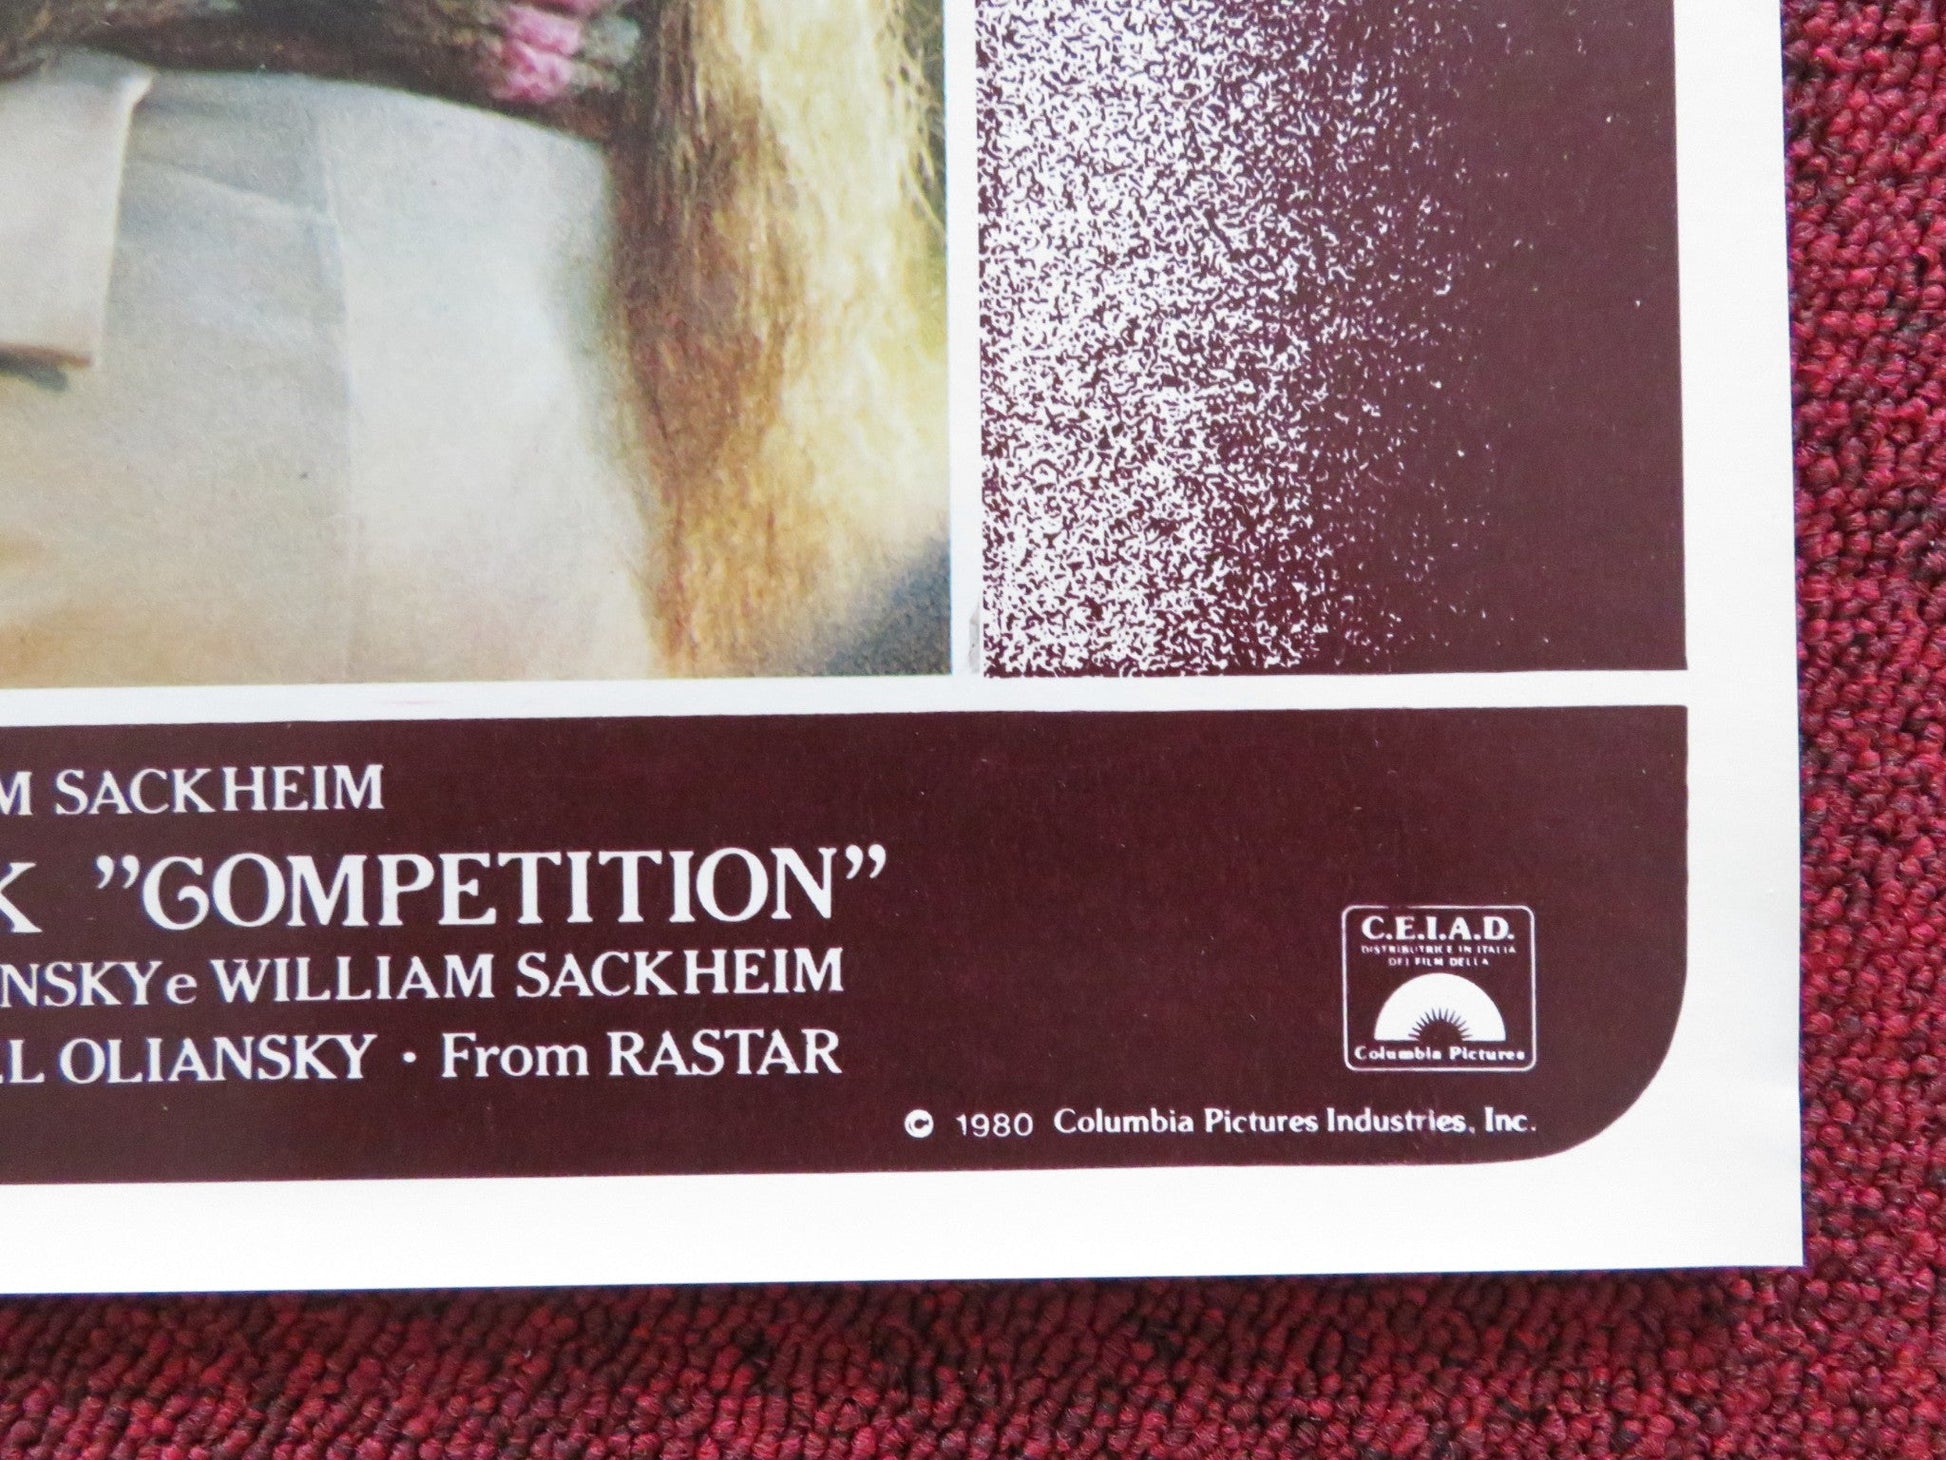 M SACKHEIM
K "COMPETITION"
NSKY e WILLIAM SACKHEIM
LL OLIANSKY · From RASTAR
C.E.I.A.D.
DISTRIBUTRICE IN ITALIA
DEI FILM DELLA
Columbia Pictures
© 1980 Columbia Pictures Industries, Inc.